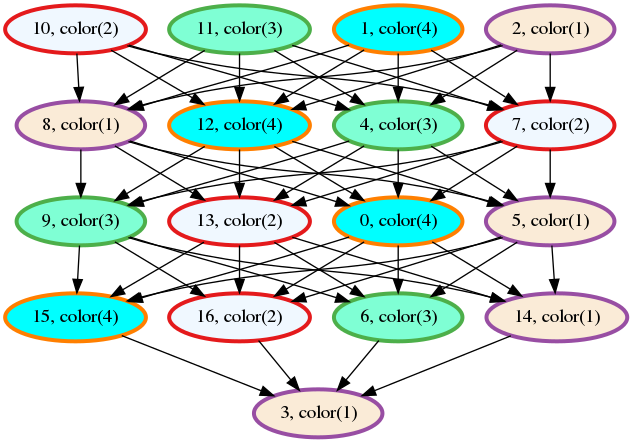 10, color(2)
11, color(3)
1, color(4)
2, color(1)
8, color(1)
12, color(4)
4, color(3)
7, color(2)
9, color(3)
13, color(2)
0, color(4)
5, color(1)
15, color(4)
16, color(2)
6, color(3)
14, color(1)
3, color(1)